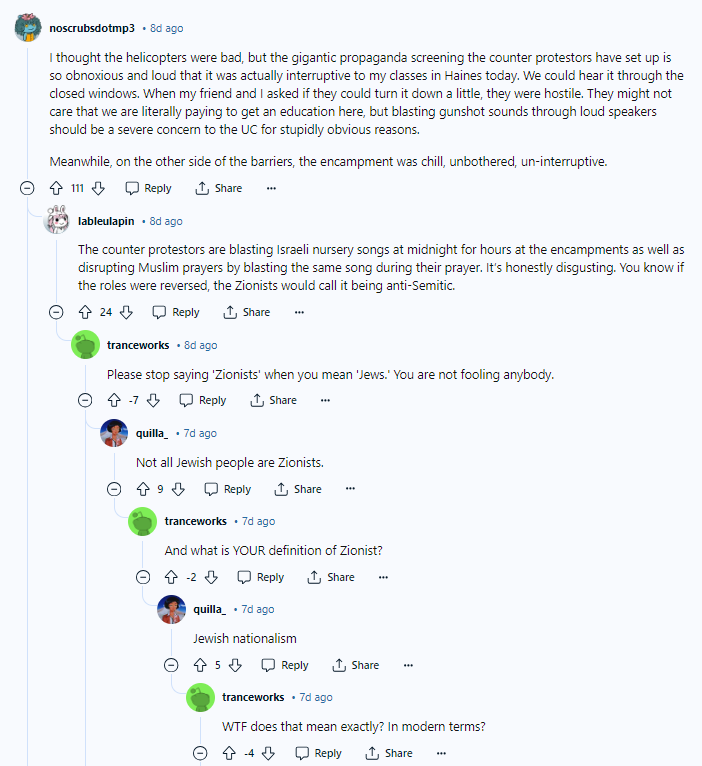 noscrubsdotmp3 • 8d ago
I thought the helicopters were bad, but the gigantic propaganda screening the counter protestors have set up is
so obnoxious and loud that it was actually interruptive to my classes in Haines today. We could hear it through the
closed windows. When my friend and I asked if they could turn it down a little, they were hostile. They might not
care that we are literally paying to get an education here, but blasting gunshot sounds through loud speakers
should be a severe concern to the UC for stupidly obvious reasons.
Meanwhile, on the other side of the barriers, the encampment was chill, unbothered, un-interruptive.
111 Reply Share ...
lableulapin • 8d ago
The counter protestors are blasting Israeli nursery songs at midnight for hours at the encampments as well as
disrupting Muslim prayers by blasting the same song during their prayer. It's honestly disgusting. You know if
the roles were reversed, the Zionists would call it being anti-Semitic.
24 Reply Share ...
tranceworks • 8d ago
Please stop saying 'Zionists' when you mean 'Jews.' You are not fooling anybody.
-7 Reply Share ...
quilla_ • 7d ago
Not all Jewish people are Zionists.
9 Reply Share ...
tranceworks • 7d ago
And what is YOUR definition of Zionist?
-2 Reply Share ...
quilla_ • 7d ago
Jewish nationalism
5 Reply Share ...
tranceworks • 7d ago
WTF does that mean exactly? In modern terms?
-4 Reply Share ...